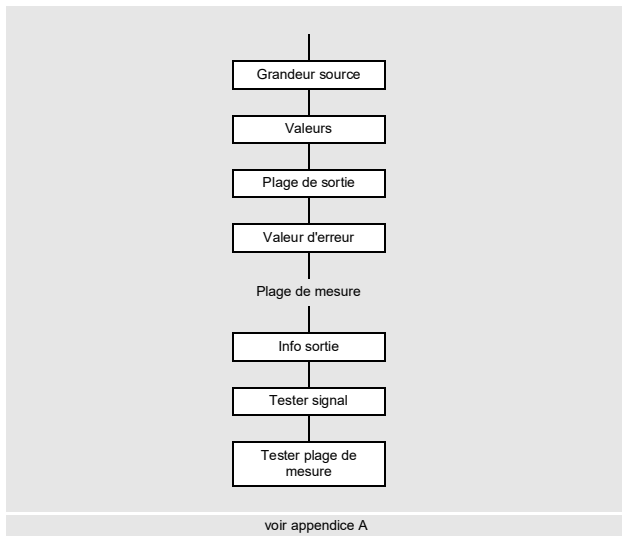 Grandeur source
Valeurs
Plage de sortie
Valeur d'erreur
Plage de mesure
Info sortie
Tester signal
Tester plage de
mesure
voir appendice A